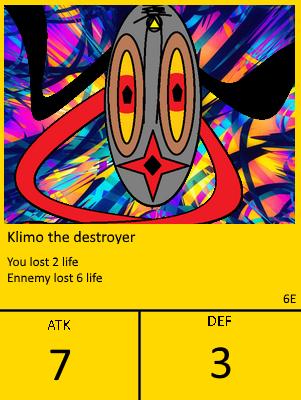 Klimo the destroyer
You lost 2 life
Ennemy lost 6 life
6E
ATK
DEF
7
3